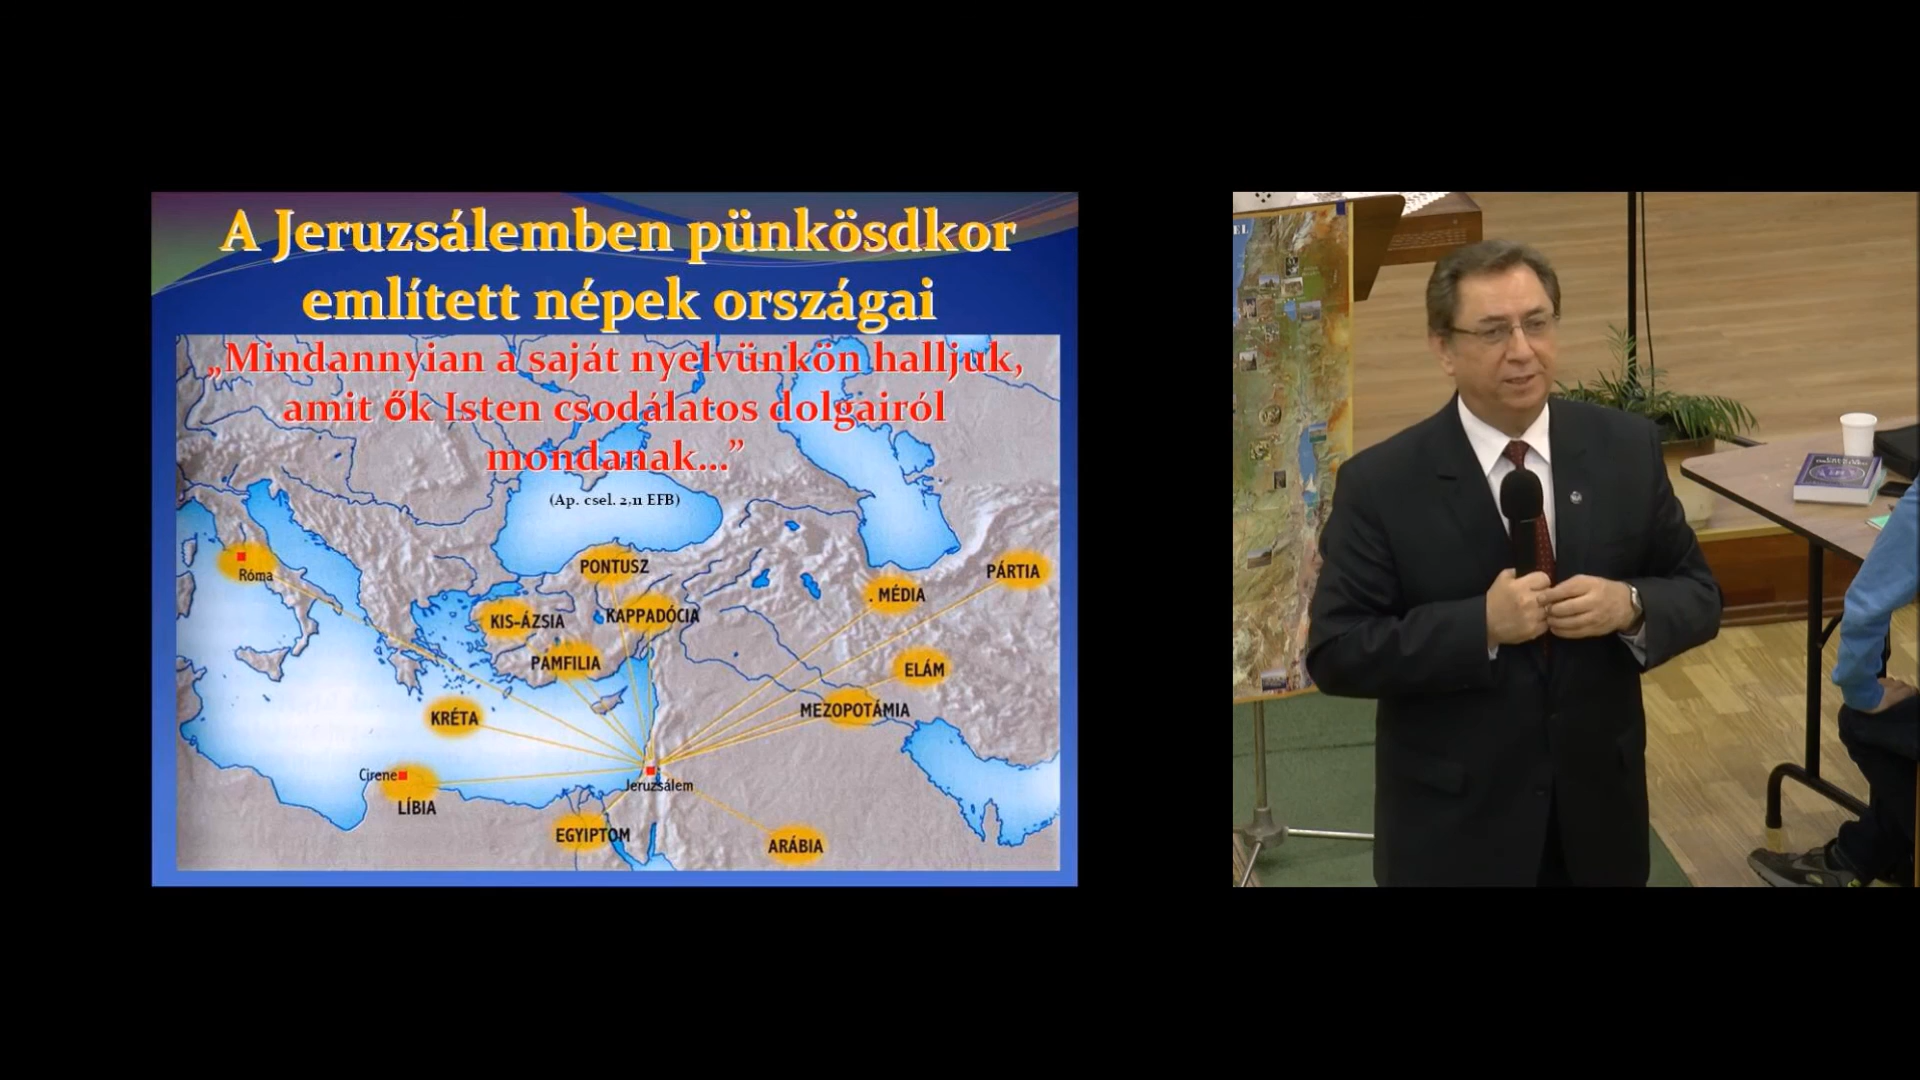 A Jeruzsálemben pünkösdkor
említett népek országai
„Mindannyian a saját nyelvünkön halljuk,
amit ők Isten csodálatos dolgairól
mondanak...”
(Ap. csel. 2,11 EFB)
Róma
PONTUSZ
PÁRTIA
. MÉDIA
KIS-ÁZSIA
KAPPADÓCIA
PAMFILIA
ELÁM
KRÉTA
MEZOPOTÁMIA
Cirene
Jeruzsálem
LÍBIA
EGYIPTOM
ARÁBIA